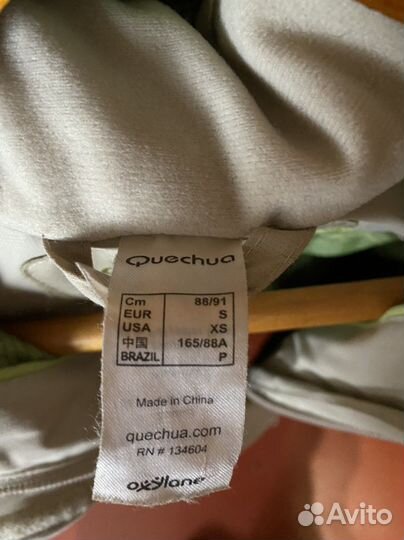 Quechua
Cm 88/91
EUR S
USA XS
中国 165/88A
BRAZIL P
Made in China
quechua.com
RN # 134604
oxylane
Avito